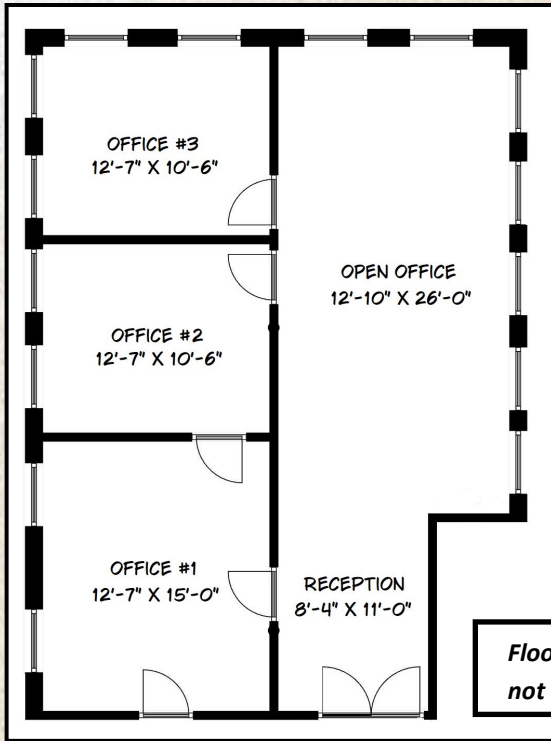 OFFICE #3
12'-7" X 10'-6"
OPEN OFFICE
12'-10" X 26'-0"
OFFICE #2
12'-7" X 10'-6"
OFFICE #1
12'-7" X 15'-0"
RECEPTION
8'-4" X 11'-0"
not